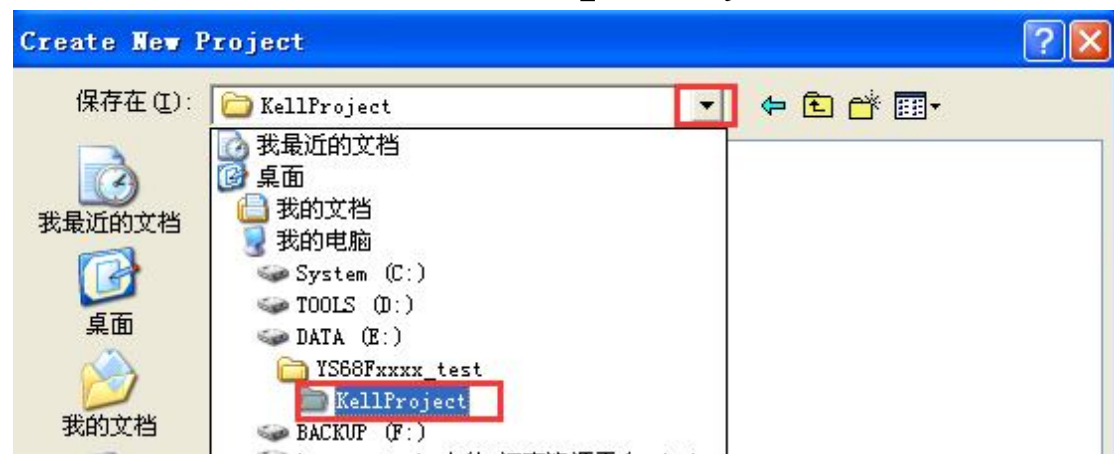 Create New Project
保存在(I):
KellProject
我最近的文档
桌面
我的文档
我的电脑
System (C:)
TOOLS (D:)
DATA (E:)
YS68Fxxxx_test
KellProject
BACKUP (F:)
我最近的文档
桌面
我的文档